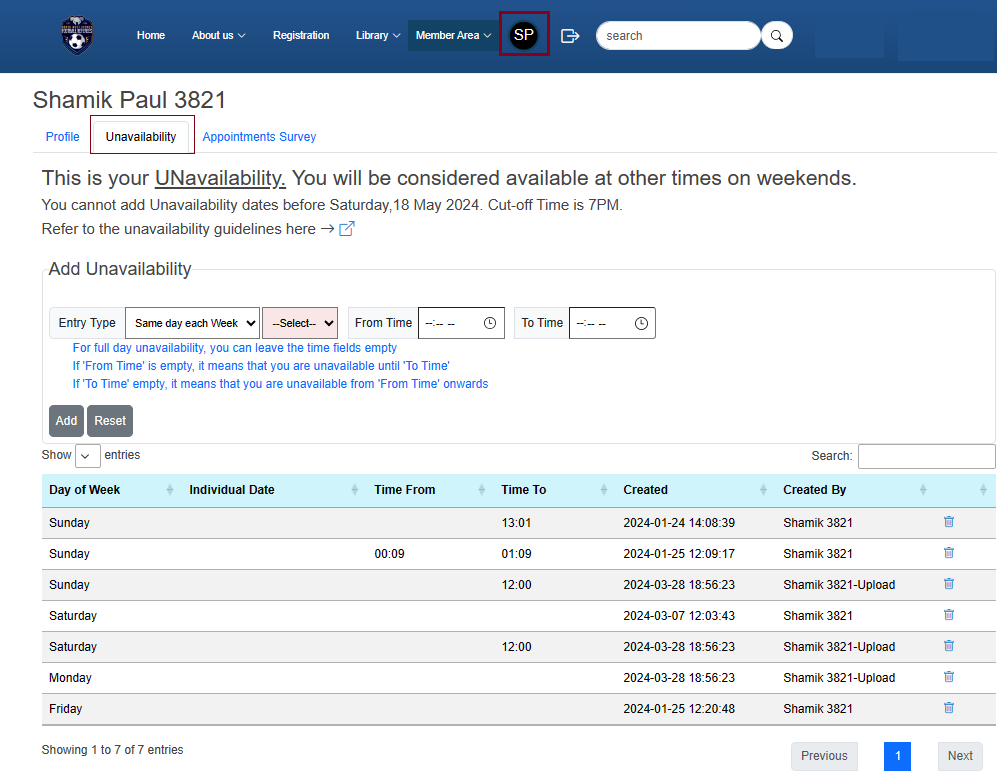 FOOTBALL REFEREES
Home About us Registration Library Member Area SP search
Shamik Paul 3821
Profile Unavailability Appointments Survey
This is your UNavailability. You will be considered available at other times on weekends.
You cannot add Unavailability dates before Saturday,18 May 2024. Cut-off Time is 7PM.
Refer to the unavailability guidelines here →
Add Unavailability
Entry Type Same day each Week --Select-- From Time --:-- -- To Time --:-- --
For full day unavailability, you can leave the time fields empty
If 'From Time' is empty, it means that you are unavailable until 'To Time'
If 'To Time' empty, it means that you are unavailable from 'From Time' onwards
Add Reset
Show entries Search:
Day of Week Individual Date Time From Time To Created Created By
Sunday 13:01 2024-01-24 14:08:39 Shamik 3821
Sunday 00:09 01:09 2024-01-25 12:09:17 Shamik 3821
Sunday 12:00 2024-03-28 18:56:23 Shamik 3821-Upload
Saturday 2024-03-07 12:03:43 Shamik 3821
Saturday 12:00 2024-03-28 18:56:23 Shamik 3821-Upload
Monday 2024-03-28 18:56:23 Shamik 3821-Upload
Friday 2024-01-25 12:20:48 Shamik 3821
Showing 1 to 7 of 7 entries
Previous 1 Next